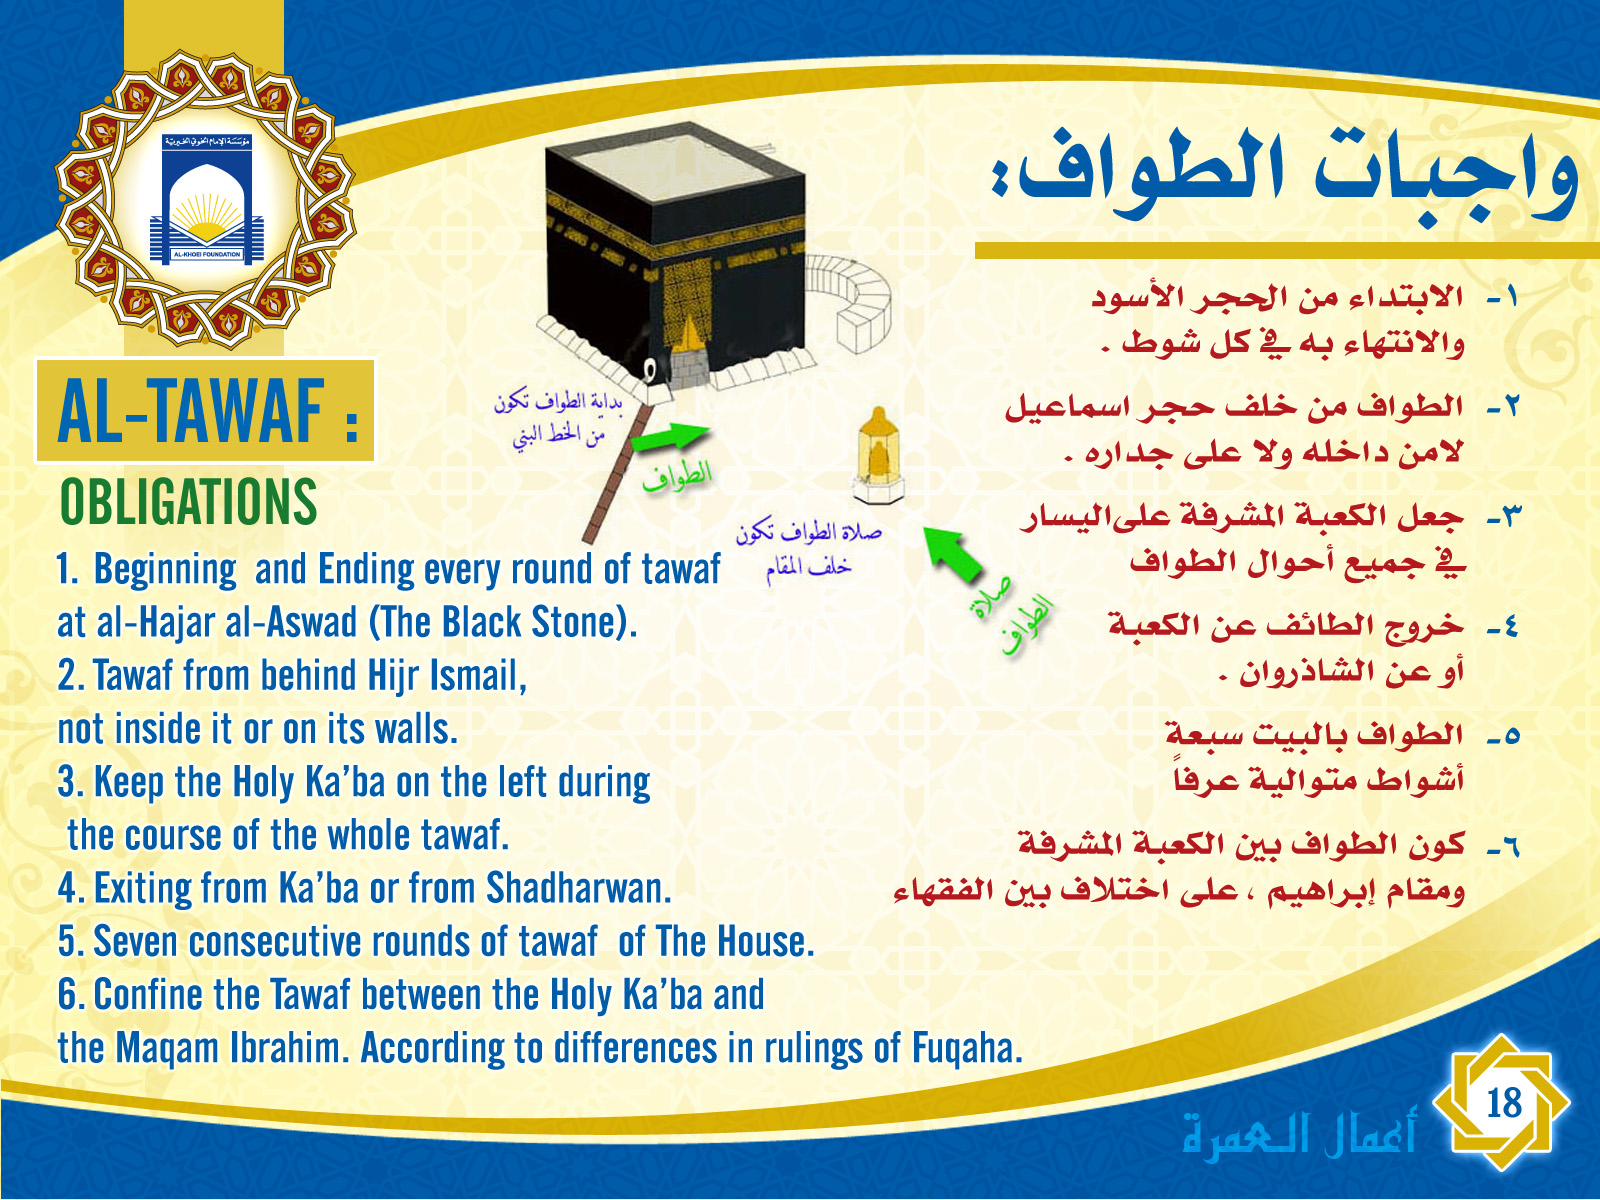 مؤسسة الإمام الخوئي الخيرية
AL-KHOEI FOUNDATION
واجبات الطواف:
AL-TAWAF :
OBLIGATIONS
1. Beginning and Ending every round of tawaf
at al-Hajar al-Aswad (The Black Stone).
2. Tawaf from behind Hijr Ismail,
not inside it or on its walls.
3. Keep the Holy Ka’ba on the left during
the course of the whole tawaf.
4. Exiting from Ka’ba or from Shadharwan.
5. Seven consecutive rounds of tawaf of The House.
6. Confine the Tawaf between the Holy Ka’ba and
the Maqam Ibrahim. According to differences in rulings of Fuqaha.
بداية الطواف تكون
من الخط البني
الطواف
صلاة الطواف تكون
خلف المقام
صلاة
الطواف
١- الابتداء من الحجر الأسود
والانتهاء به في كل شوط .
٢- الطواف من خلف حجر اسماعيل
لامن داخله ولا على جداره .
٣- جعل الكعبة المشرفة على اليسار
في جميع أحوال الطواف
٤- خروج الطائف عن الكعبة
أو عن الشاذروان .
٥- الطواف بالبيت سبعة
أشواط متوالية عرفاً
٦- كون الطواف بين الكعبة المشرفة
ومقام إبراهيم ، على اختلاف بين الفقهاء
أعمال العمرة
18